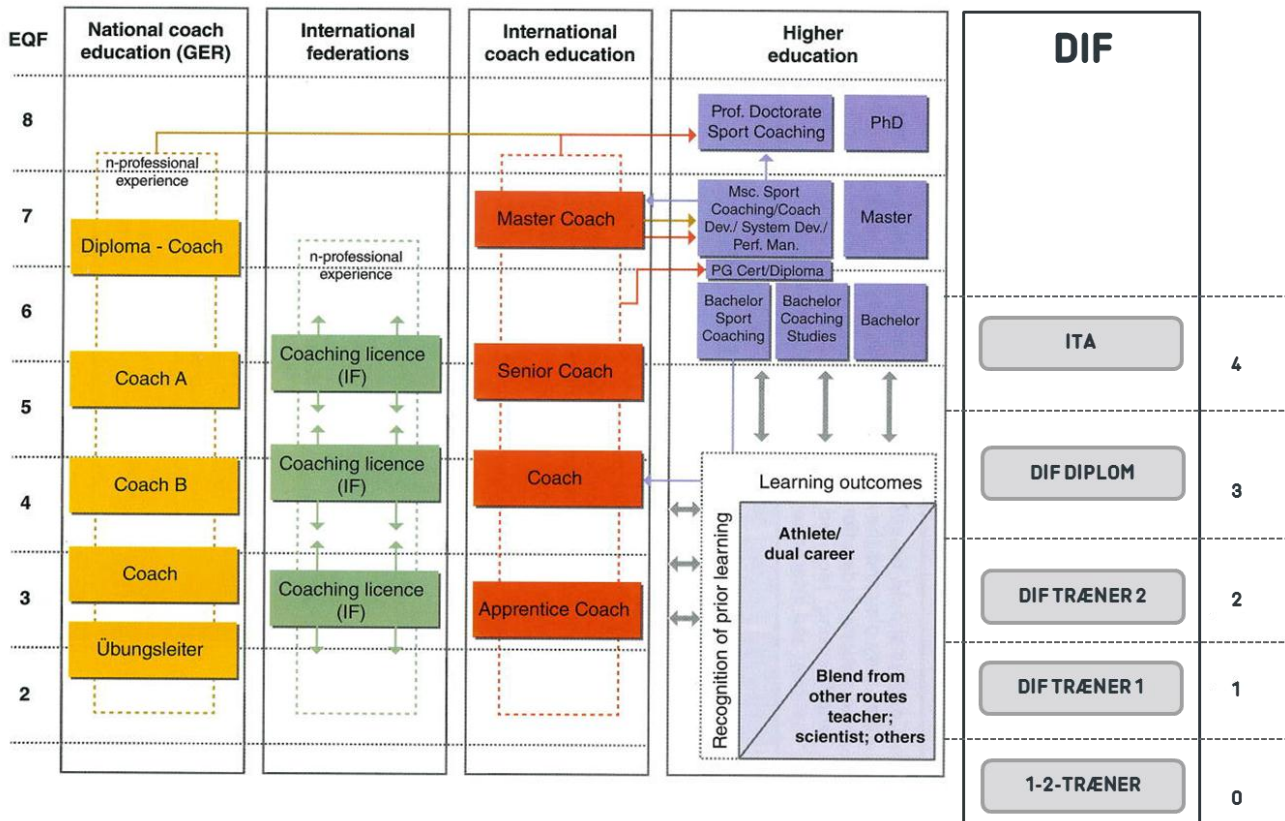 EQF
8
7
6
5
4
3
2
National coach
education (GER)
n-professional
experience
Diploma - Coach
Coach A
Coach B
Coach
Übungsleiter
International
federations
n-professional
experience
Coaching licence
(IF)
Coaching licence
(IF)
Coaching licence
(IF)
International
coach education
Master Coach
Senior Coach
Coach
Apprentice Coach
Higher
education
Prof. Doctorate
Sport Coaching
PhD
Msc. Sport
Coaching/Coach
Dev./ System Dev./
Perf. Man.
Master
PG Cert/Diploma
Bachelor
Sport
Coaching
Bachelor
Coaching
Studies
Bachelor
Learning outcomes
Recognition of prior learning
Athlete/
dual career
Blend from
other routes
teacher;
scientist; others
DIF
ITA
4
DIF DIPLOM
3
DIF TRÆNER 2
2
DIF TRÆNER 1
1
1-2-TRÆNER
0